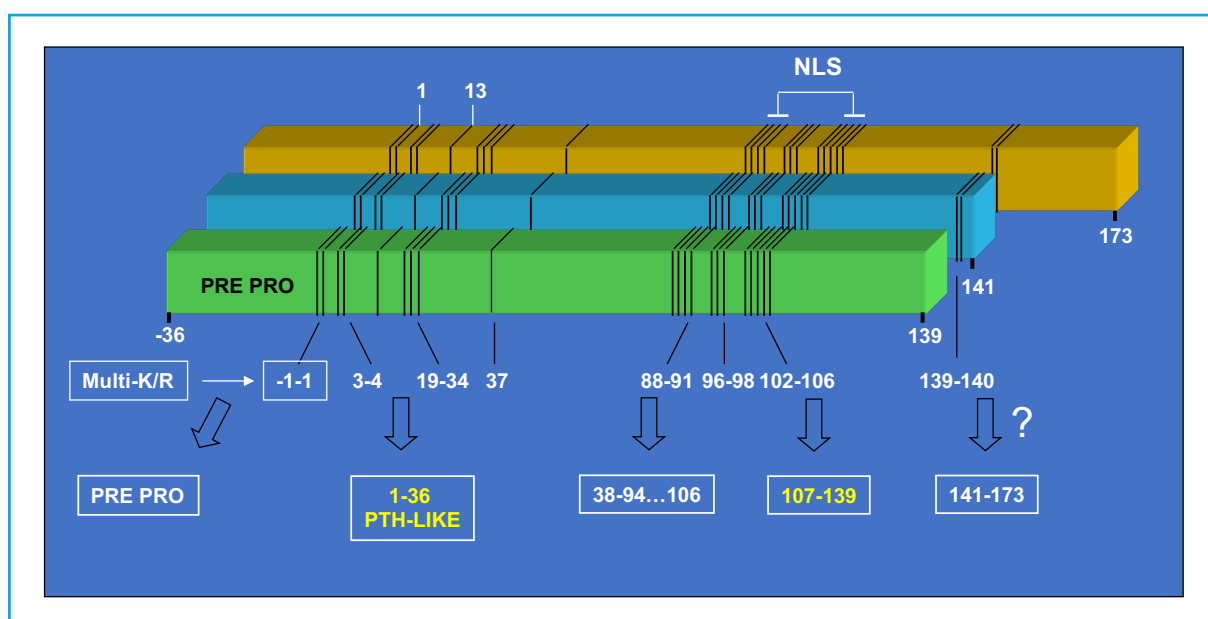 NLS
1 13
173
141
PRE PRO
-36 139
Multi-K/R -1-1 3-4 19-34 37 88-91 96-98 102-106 139-140
?
PRE PRO 1-36 38-94...106 107-139 141-173
PTH-LIKE